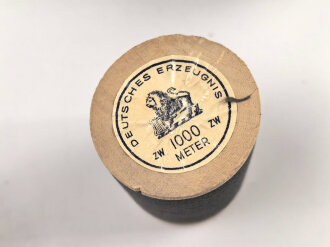 DEUTSCHES ERZEUGNIS
ZW 1000 ZW
METER